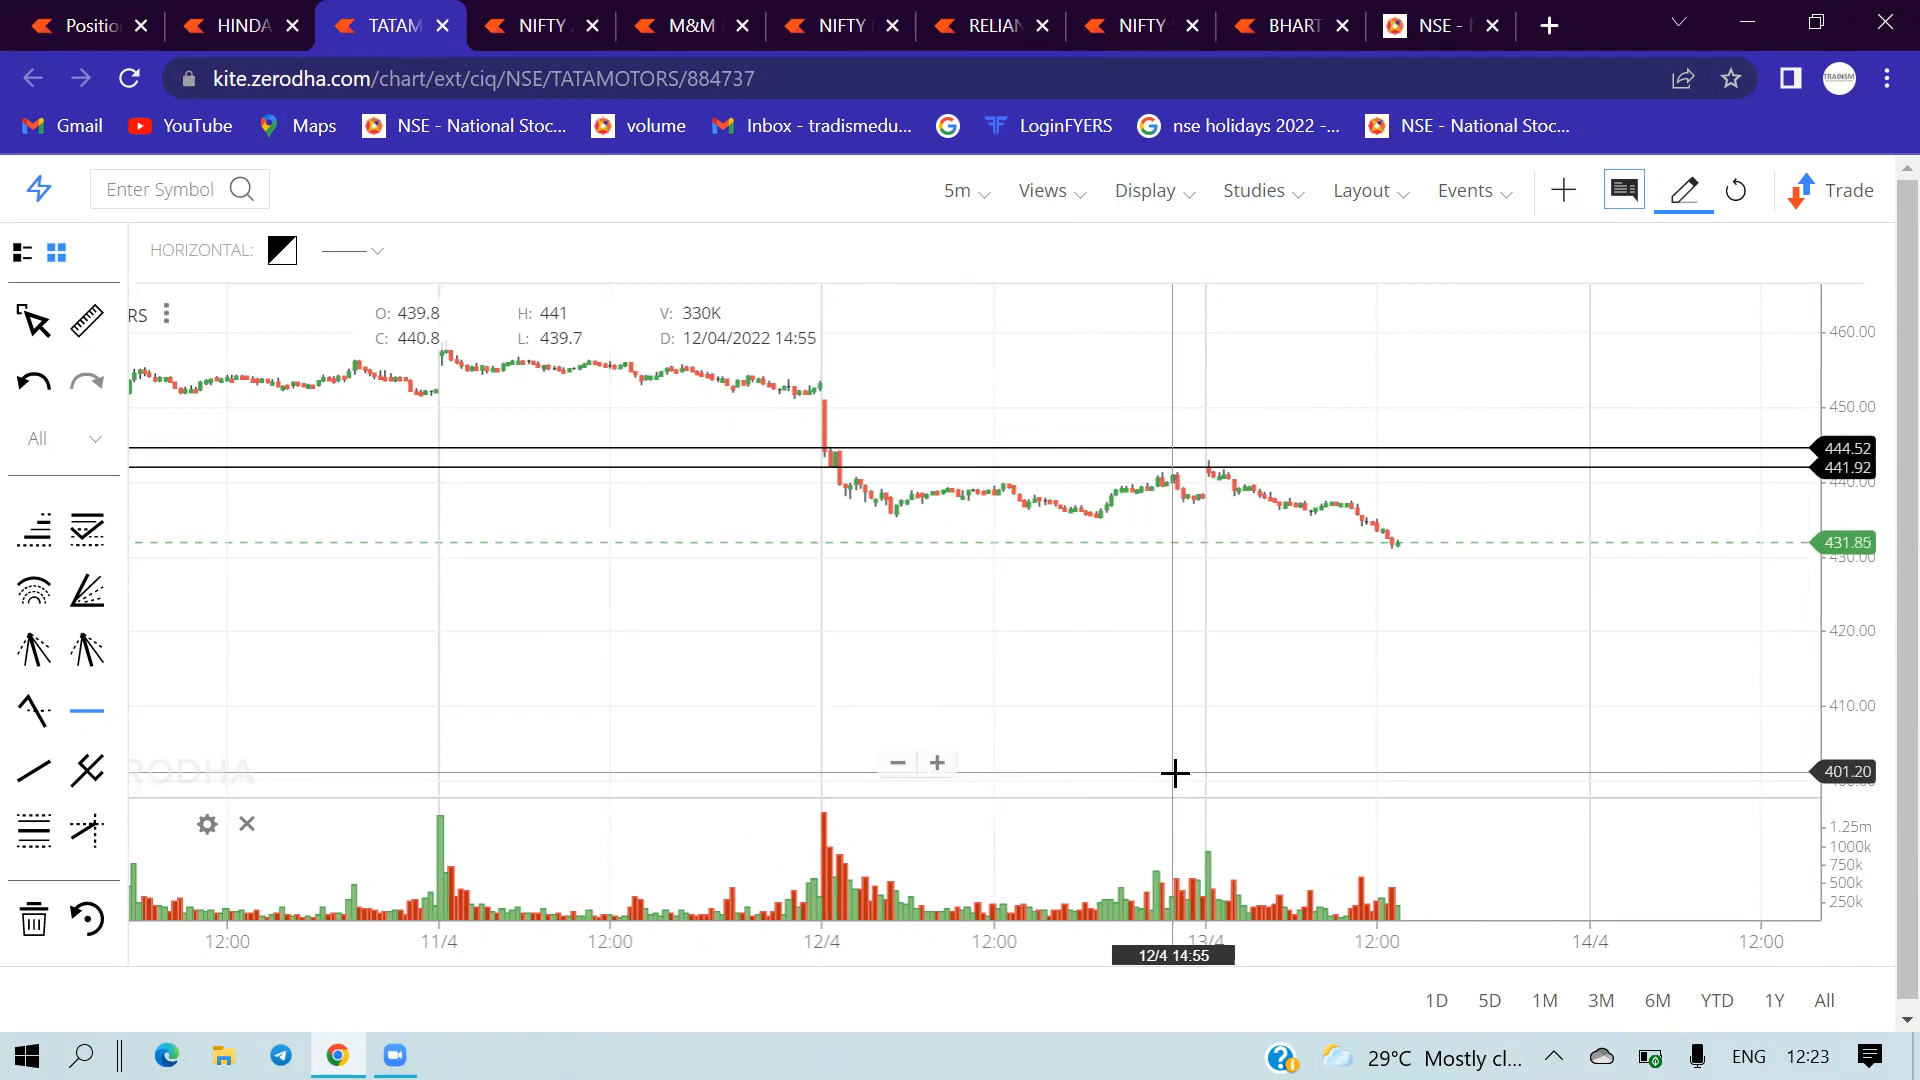 Positio
HINDA
TATAM
NIFTY
M&M
NIFTY
RELIAN
NIFTY
BHART
NSE -
kite.zerodha.com/chart/ext/ciq/NSE/TATAMOTORS/884737
TRADISM
Gmail
YouTube
Maps
NSE - National Stoc...
volume
Inbox - tradismedu...
LoginFYERS
nse holidays 2022 -...
NSE - National Stoc...
Enter Symbol
5m
Views
Display
Studies
Layout
Events
Trade
HORIZONTAL:
RS
O: 439.8
H: 441
V: 330K
C: 440.8
L: 439.7
D: 12/04/2022 14:55
All
460.00
450.00
444.52
441.92
440.00
431.85
430.00
420.00
410.00
401.20
RODHA
1.25m
1000k
750k
500k
250k
12:00
11/4
12:00
12/4
12:00
13/4
12:00
14/4
12:00
12/4 14:55
1D
5D
1M
3M
6M
YTD
1Y
All
29°C Mostly cl...
ENG
12:23